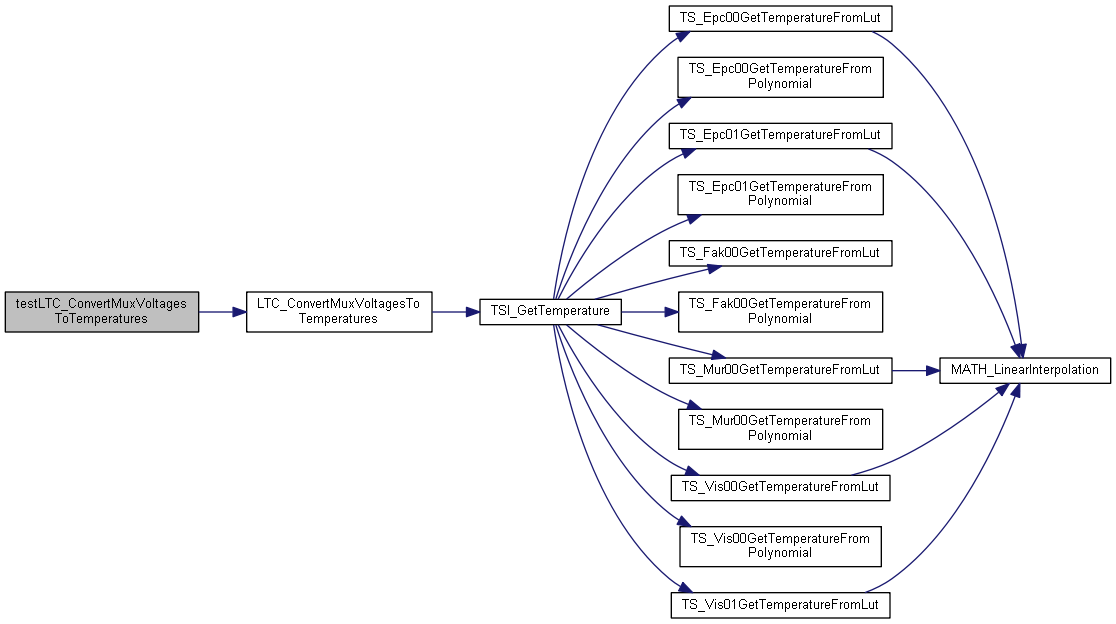 testLTC_ConvertMuxVoltages
ToTemperatures
LTC_ConvertMuxVoltagesTo
Temperatures
TSI_GetTemperature
TS_Epc00GetTemperatureFromLut
TS_Epc00GetTemperatureFrom
Polynomial
TS_Epc01GetTemperatureFromLut
TS_Epc01GetTemperatureFrom
Polynomial
TS_Fak00GetTemperatureFromLut
TS_Fak00GetTemperatureFrom
Polynomial
TS_Mur00GetTemperatureFromLut
TS_Mur00GetTemperatureFrom
Polynomial
TS_Vis00GetTemperatureFromLut
TS_Vis00GetTemperatureFrom
Polynomial
TS_Vis01GetTemperatureFromLut
MATH_LinearInterpolation